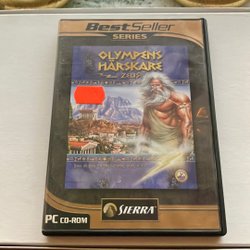 BestSeller
SERIES
OLYMPENS
HÄRSKARE
ZEUS
PC CD-ROM
SIERRA